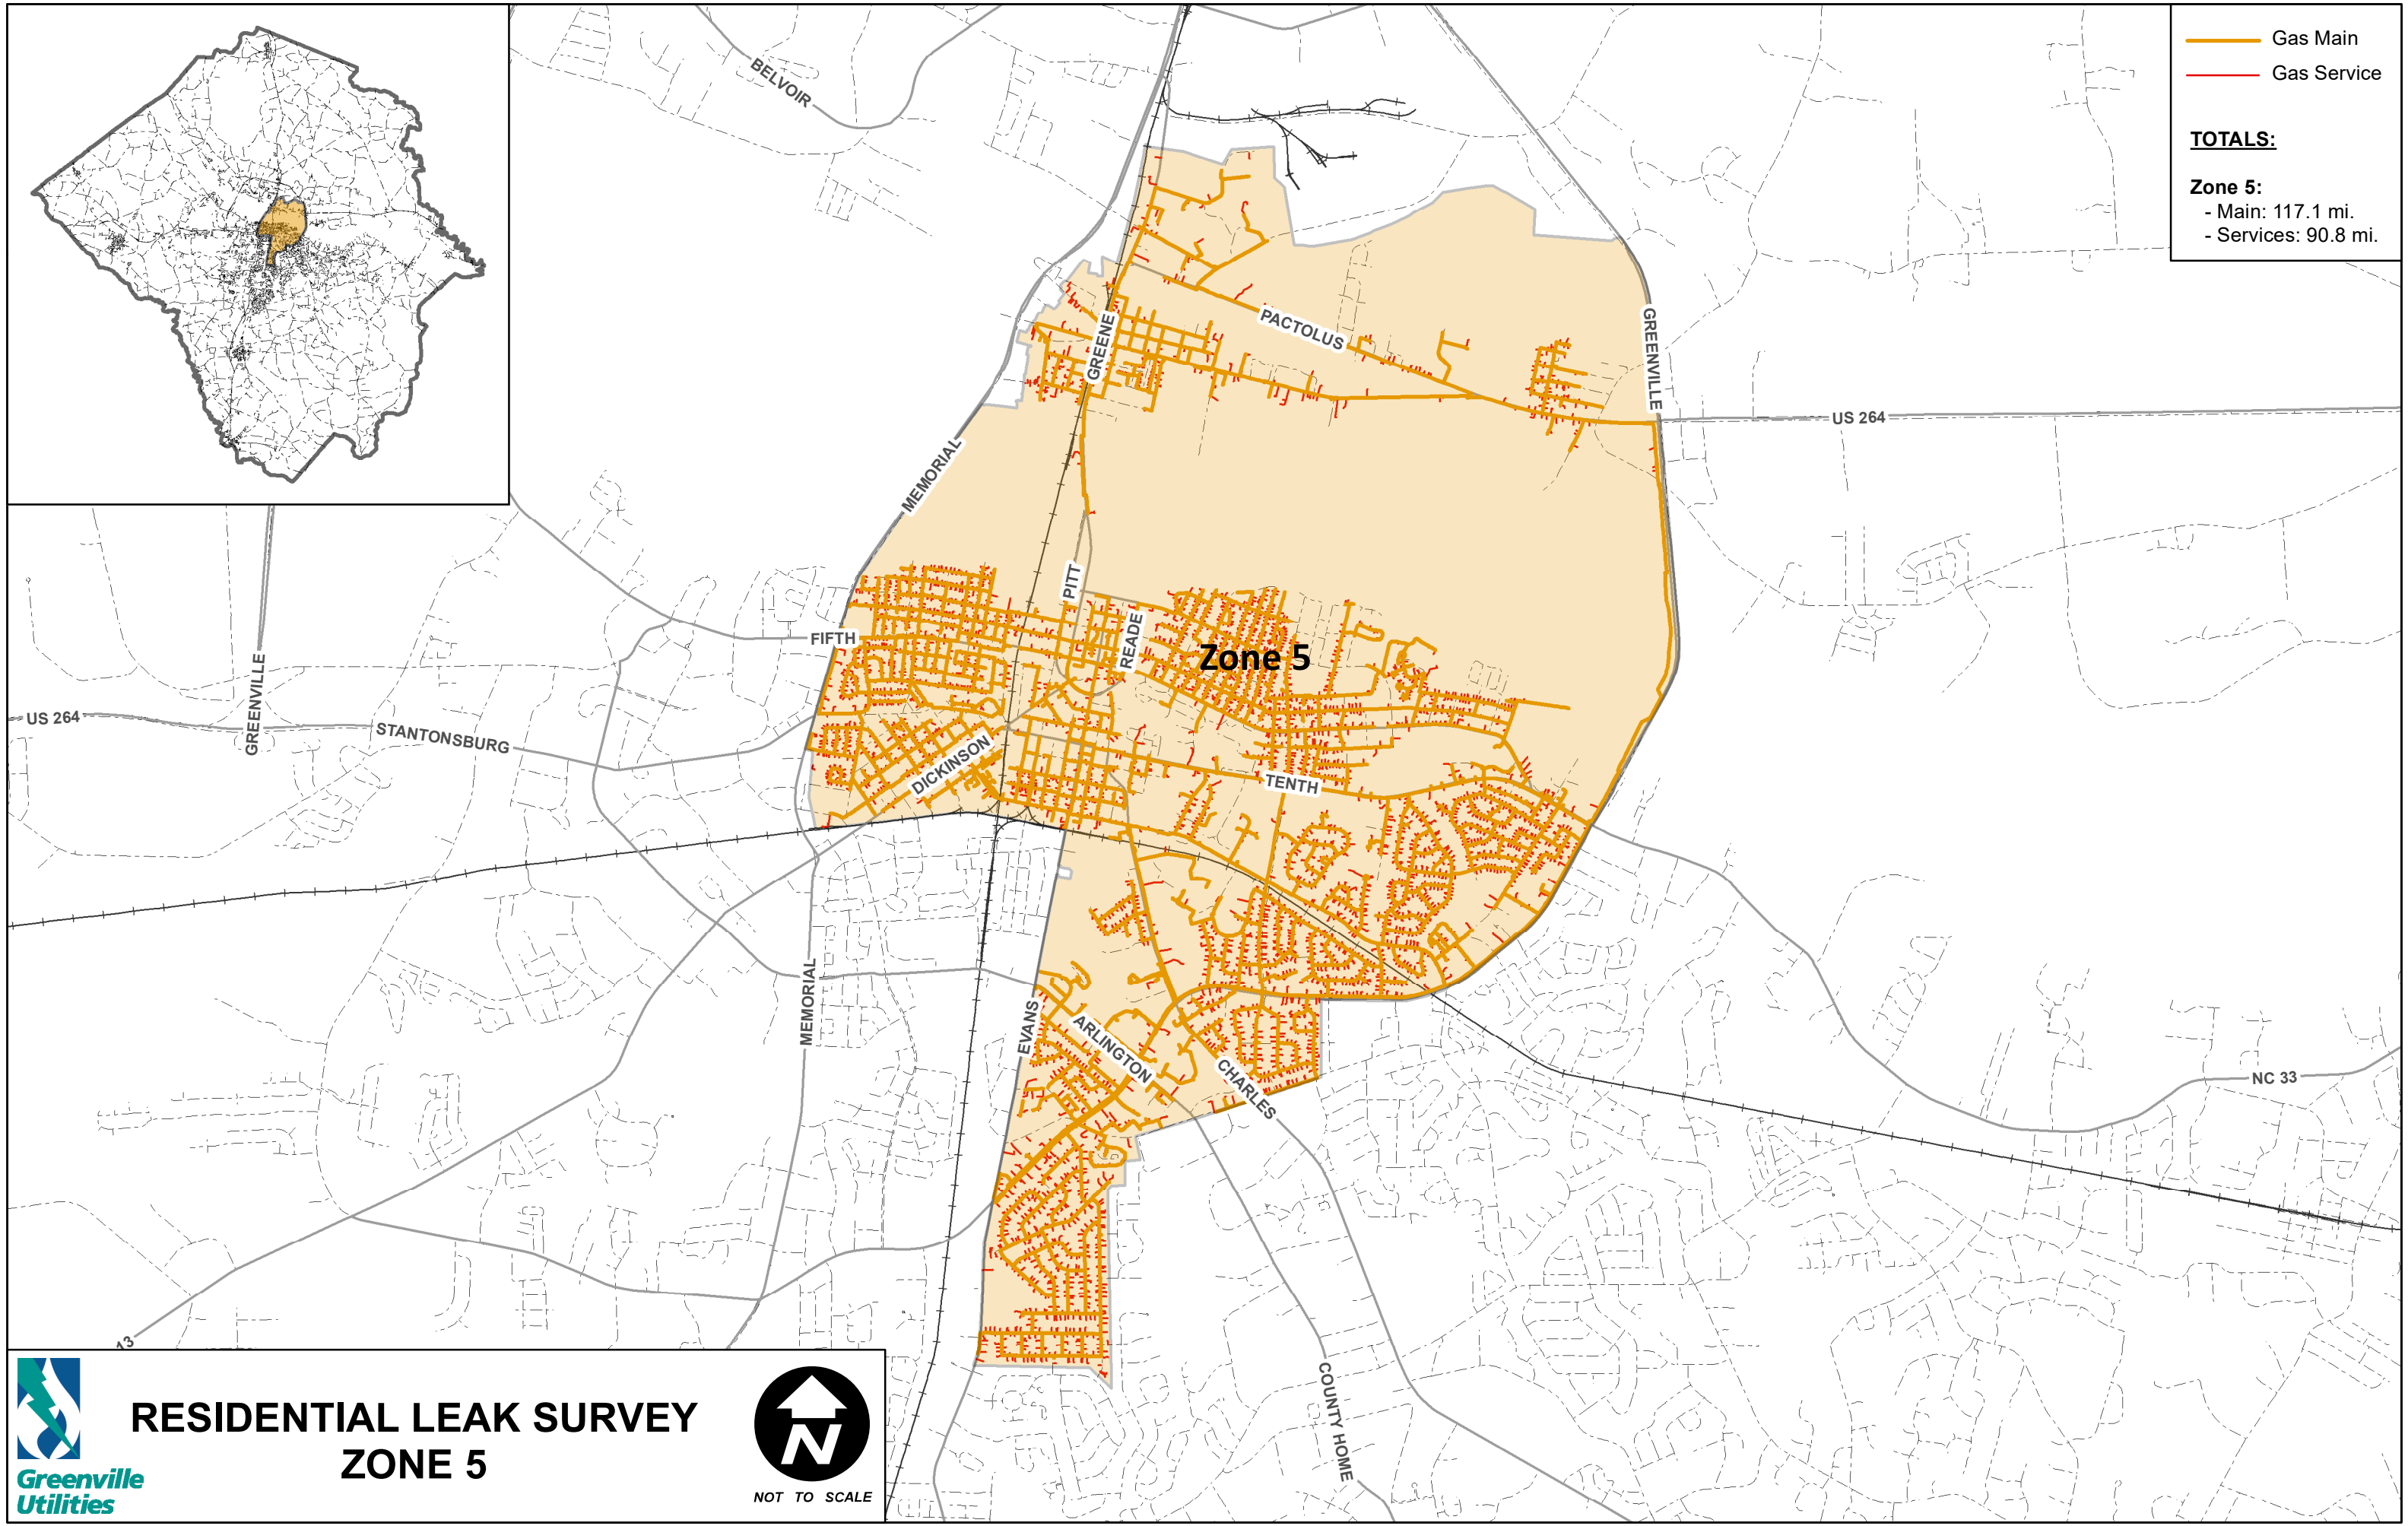 Gas Main
Gas Service
TOTALS:
Zone 5:
- Main: 117.1 mi.
- Services: 90.8 mi.
BELVOIR
PACTOLUS
GREENE
GREENVILLE
US 264
MEMORIAL
PITT
READE
FIFTH
Zone 5
GREENVILLE
US 264
STANTONSBURG
DICKINSON
TENTH
MEMORIAL
EVANS
ARLINGTON
CHARLES
NC 33
13
COUNTY HOME
RESIDENTIAL LEAK SURVEY
ZONE 5
Greenville
Utilities
N
NOT TO SCALE